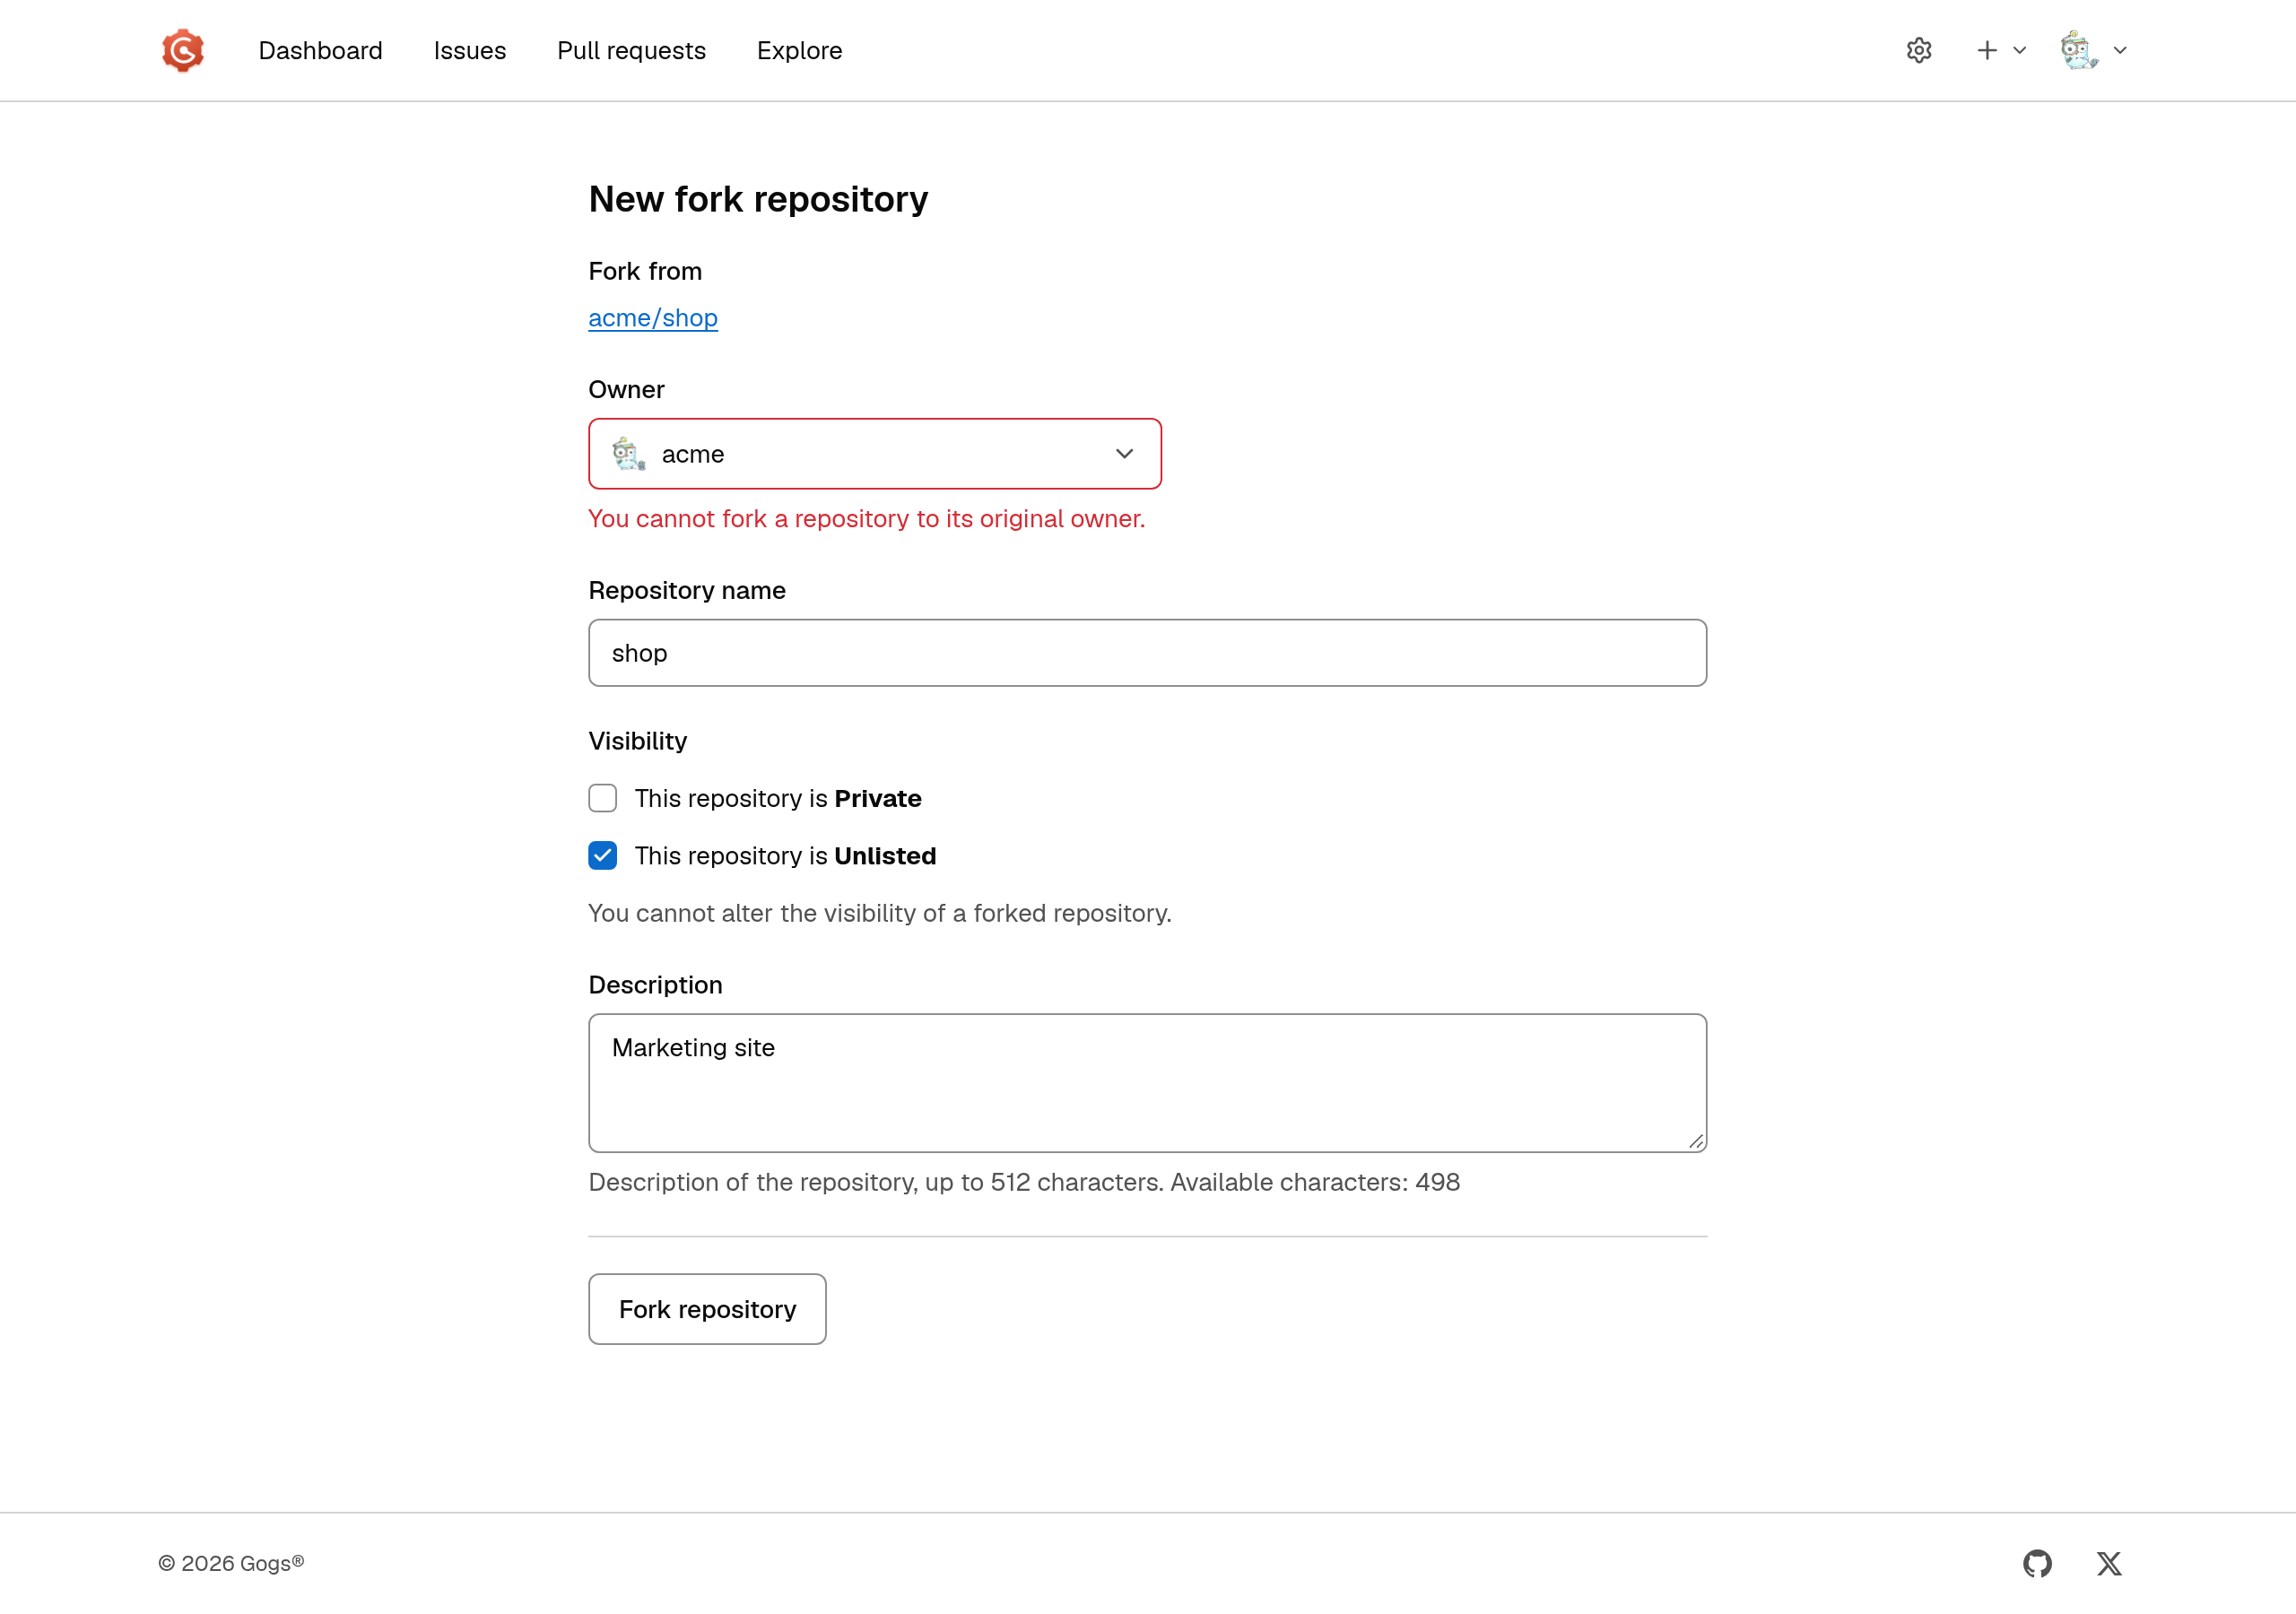 Dashboard Issues Pull requests Explore
New fork repository
Fork from
acme/shop
Owner
acme
You cannot fork a repository to its original owner.
Repository name
shop
Visibility
This repository is Private
This repository is Unlisted
You cannot alter the visibility of a forked repository.
Description
Marketing site
Description of the repository, up to 512 characters. Available characters: 498
Fork repository
© 2026 Gogs®